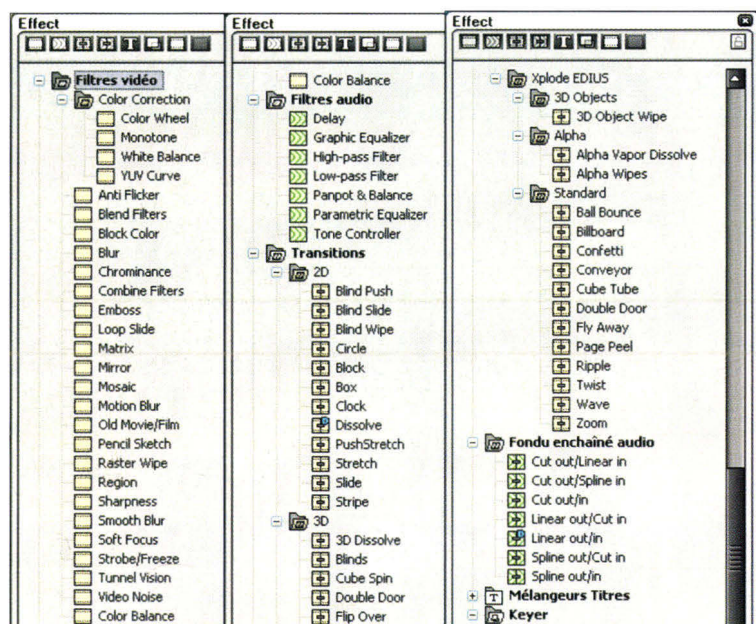 Effect
Filtres vidéo
Color Correction
Color Wheel
Monotone
White Balance
YUV Curve
Anti Flicker
Blend Filters
Block Color
Blur
Chrominance
Combine Filters
Emboss
Loop Slide
Matrix
Mirror
Mosaic
Motion Blur
Old Movie/Film
Pencil Sketch
Raster Wipe
Region
Sharpness
Smooth Blur
Soft Focus
Strobe/Freeze
Tunnel Vision
Video Noise
Color Balance
Effect
Color Balance
Filtres audio
Delay
Graphic Equalizer
High-pass Filter
Low-pass Filter
Panpot & Balance
Parametric Equalizer
Tone Controller
Transitions
2D
Blind Push
Blind Slide
Blind Wipe
Circle
Block
Box
Clock
Dissolve
PushStretch
Stretch
Slide
Stripe
3D
3D Dissolve
Blinds
Cube Spin
Double Door
Flip Over
Effect
Xplode EDIUS
3D Objects
3D Object Wipe
Alpha
Alpha Vapor Dissolve
Alpha Wipes
Standard
Ball Bounce
Billboard
Confetti
Conveyor
Cube Tube
Double Door
Fly Away
Page Peel
Ripple
Twist
Wave
Zoom
Fondu enchaîné audio
Cut out/Linear in
Cut out/Spline in
Cut out/in
Linear out/Cut in
Linear out/in
Spline out/Cut in
Spline out/in
Mélangeurs Titres
Keyer